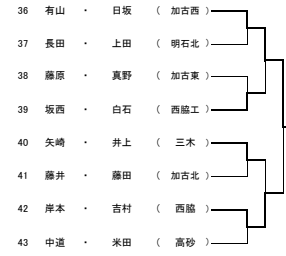 36 有山 ・ 日坂 ( 加古西 )
37 長田 ・ 上田 ( 明石北 )
38 藤原 ・ 真野 ( 加古東 )
39 坂西 ・ 白石 ( 西脇工 )
40 矢崎 ・ 井上 ( 三木 )
41 藤井 ・ 藤田 ( 加古北 )
42 岸本 ・ 吉村 ( 西脇 )
43 中道 ・ 米田 ( 高砂 )